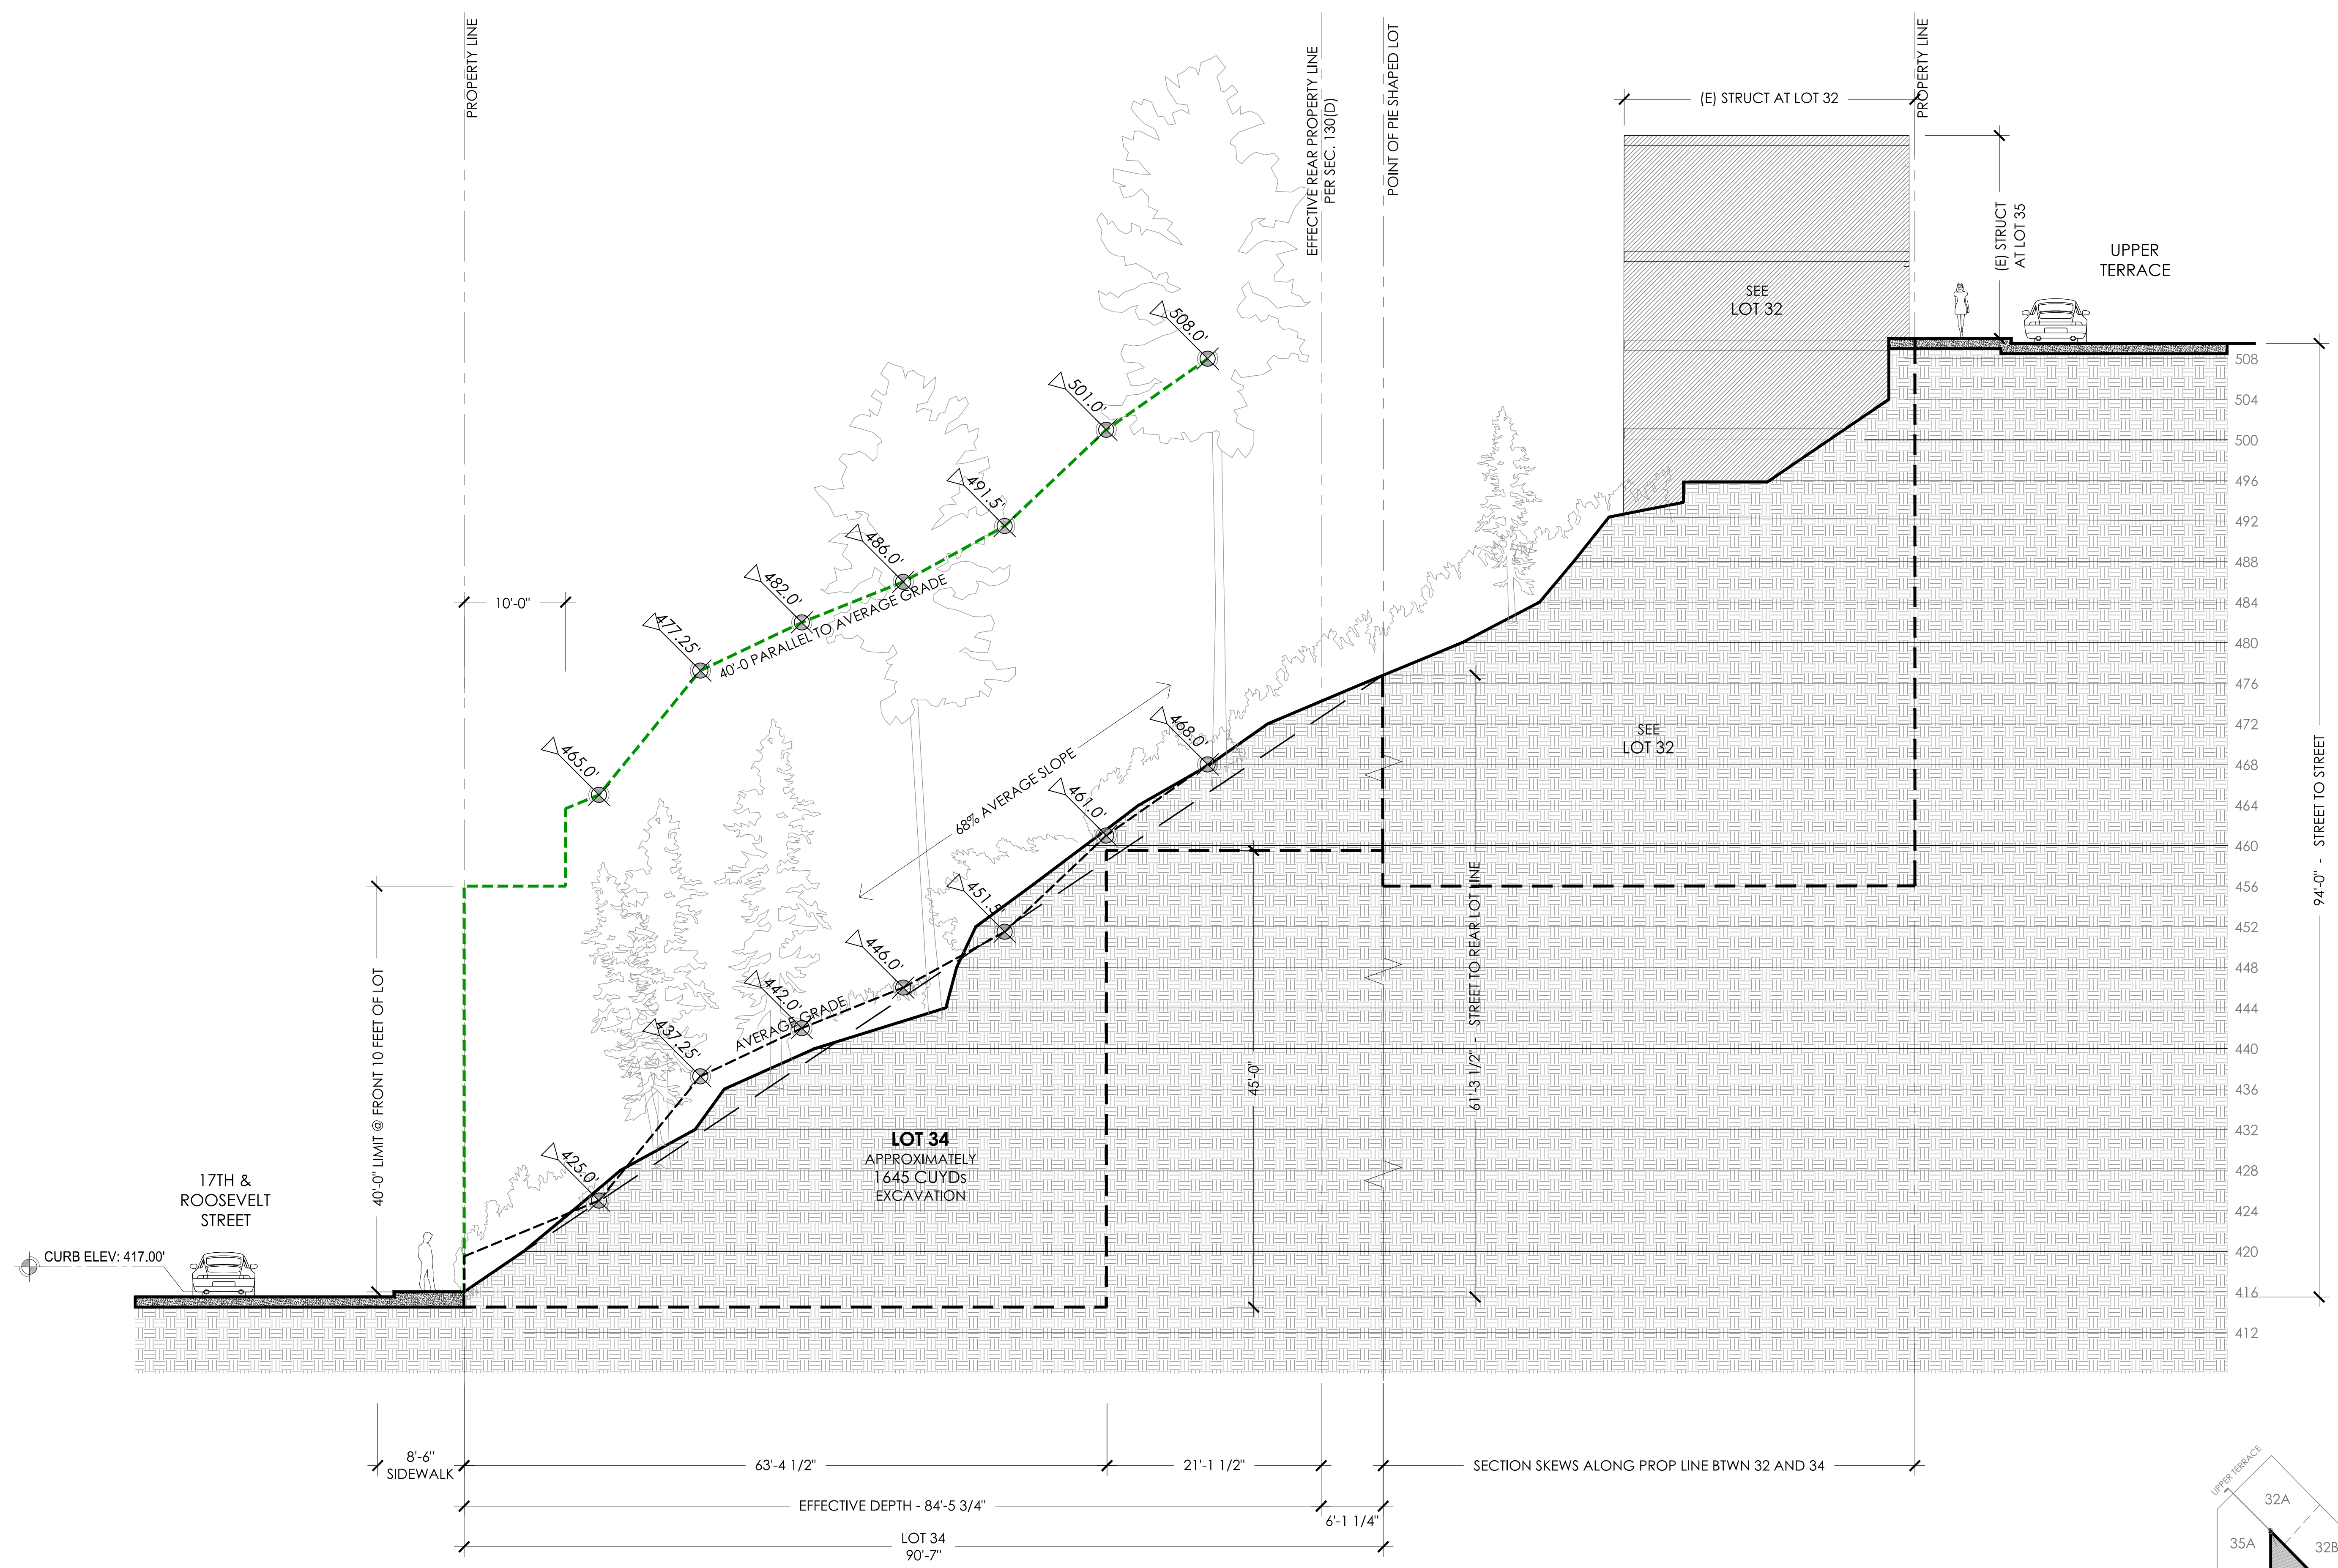 PROPERTY LINE
EFFECTIVE REAR PROPERTY LINE
PER SEC. 130(D)
POINT OF PIE SHAPED LOT
PROPERTY LINE
(E) STRUCT AT LOT 32
(E) STRUCT
AT LOT 35
UPPER
TERRACE
SEE
LOT 32
508.0'
501.0'
491.5'
486.0'
482.0'
477.25'
465.0'
40'-0 PARALLEL TO AVERAGE GRADE
10'-0"
68% AVERAGE SLOPE
468.0'
461.0'
451.5'
446.0'
442.0'
437.25'
425.0'
AVERAGE GRADE
SEE
LOT 32
508
504
500
496
492
488
484
480
476
472
468
464
460
456
452
448
444
440
436
432
428
424
420
416
412
94'-0" - STREET TO STREET
61'-3 1/2" - STREET TO REAR LOT LINE
45'-0"
40'-0" LIMIT @ FRONT 10 FEET OF LOT
LOT 34
APPROXIMATELY
1645 CUYDs
EXCAVATION
17TH &
ROOSEVELT
STREET
CURB ELEV: 417.00'
8'-6"
SIDEWALK
63'-4 1/2"
21'-1 1/2"
SECTION SKEWS ALONG PROP LINE BTWN 32 AND 34
EFFECTIVE DEPTH - 84'-5 3/4"
6'-1 1/4"
LOT 34
90'-7"
UPPER TERRACE
32A
35A
32B